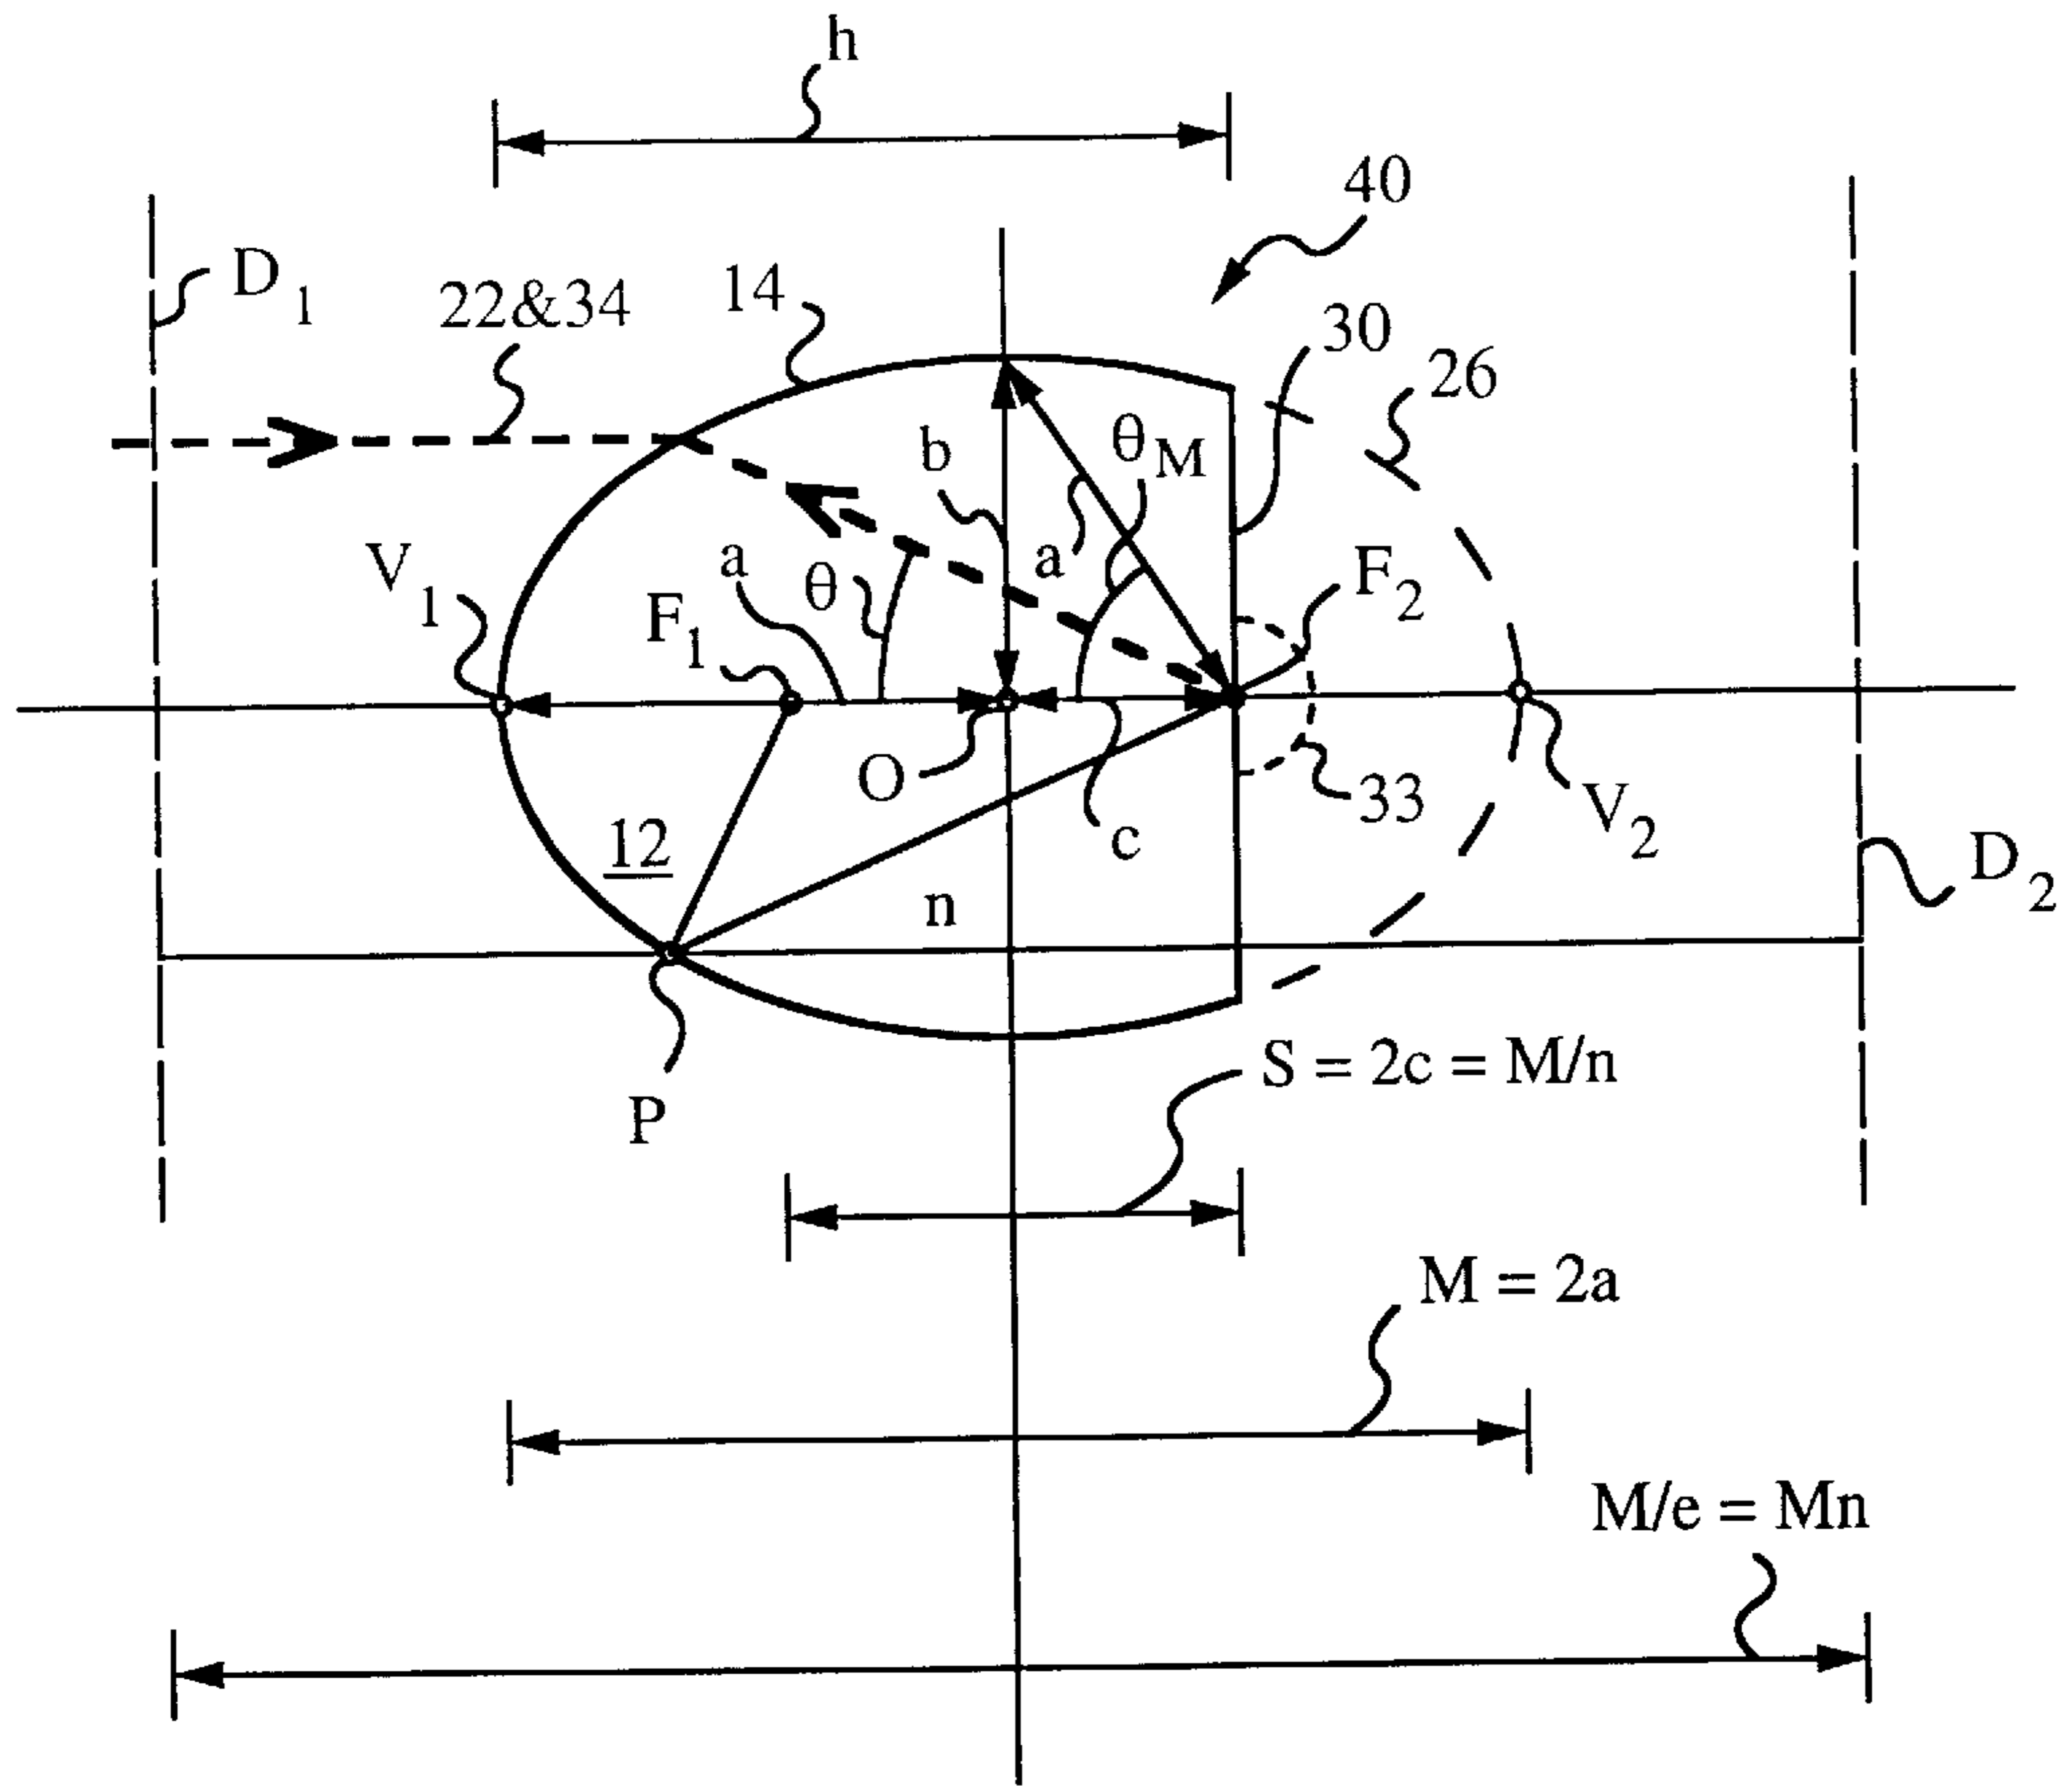 h
40
D1
22&34
14
30
26
b
θM
V1
a
θ
F1
a
F2
O
33
V2
12
c
D2
n
S = 2c = M/n
P
M = 2a
M/e = Mn